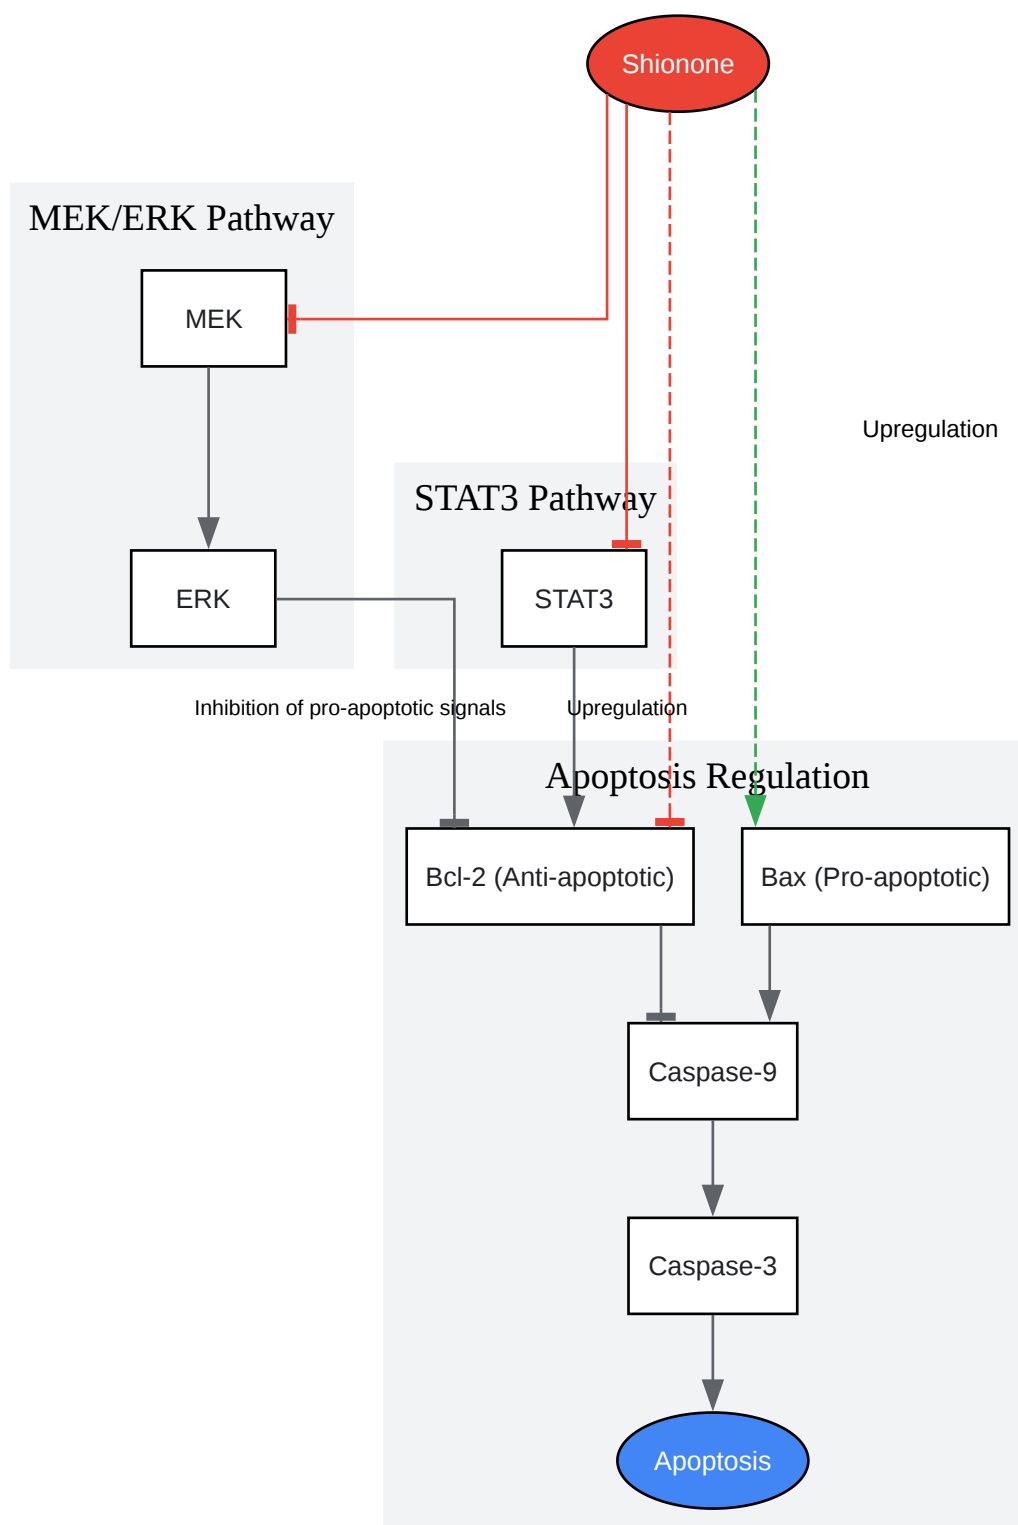 Shionone
MEK/ERK Pathway
MEK
Upregulation
STAT3 Pathway
ERK
STAT3
Inhibition of pro-apoptotic signals
Upregulation
Apoptosis Regulation
Bcl-2 (Anti-apoptotic)
Bax (Pro-apoptotic)
Caspase-9
Caspase-3
Apoptosis